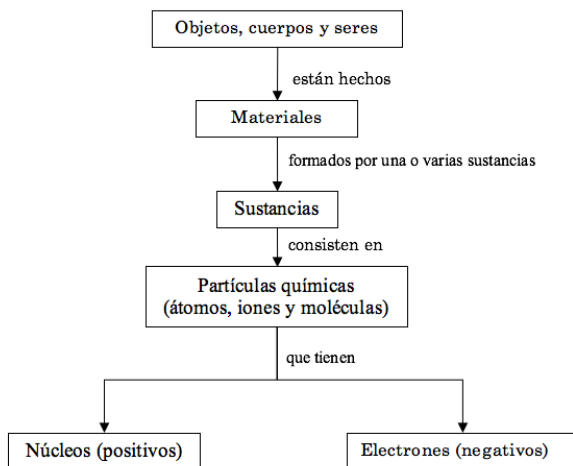 Objetos, cuerpos y seres
están hechos
Materiales
formados por una o varias sustancias
Sustancias
consisten en
Partículas químicas
(átomos, iones y moléculas)
que tienen
Núcleos (positivos)
Electrones (negativos)